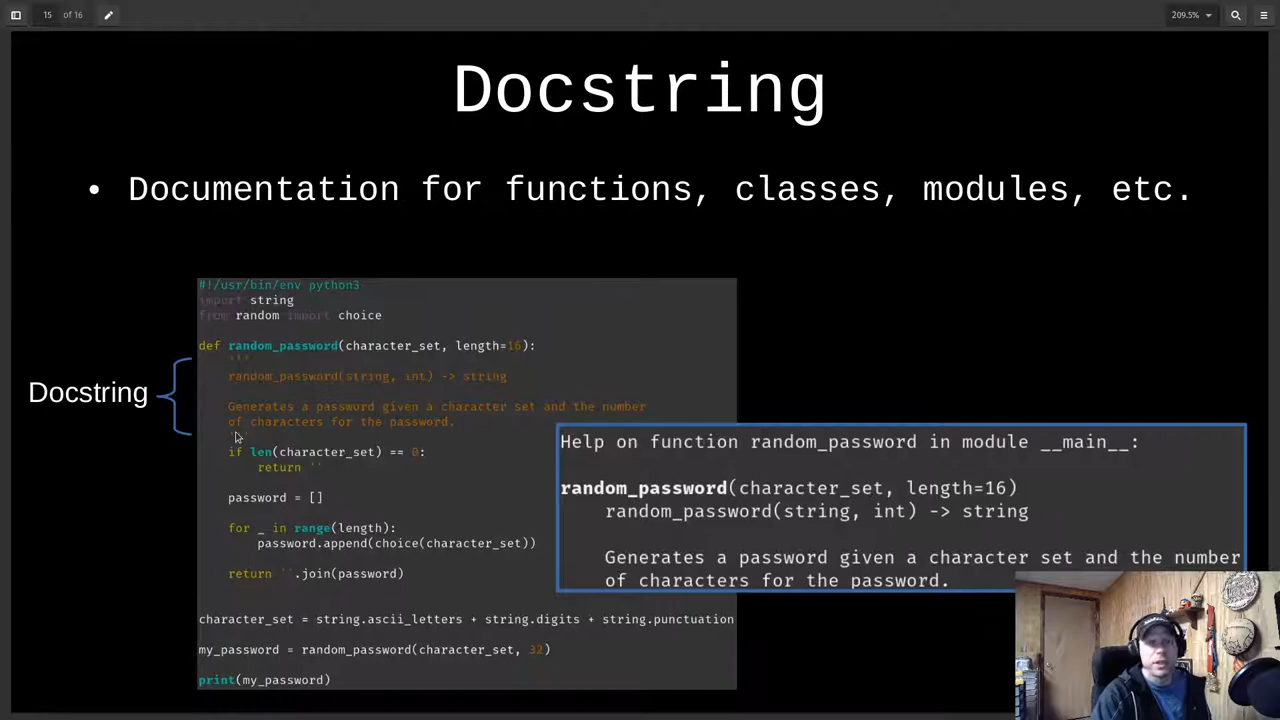 15 of 16
209.5%
Docstring
• Documentation for functions, classes, modules, etc.
Docstring
#!/usr/bin/env python3
import string
from random import choice
def random_password(character_set, length=16):
'''
random_password(string, int) -> string
Generates a password given a character set and the number
of characters for the password.
if len(character_set) == 0:
return ''
password = []
for _ in range(length):
password.append(choice(character_set))
return ''.join(password)
character_set = string.ascii_letters + string.digits + string.punctuation
my_password = random_password(character_set, 32)
print(my_password)
Help on function random_password in module __main__:
random_password(character_set, length=16)
random_password(string, int) -> string
Generates a password given a character set and the number
of characters for the password.